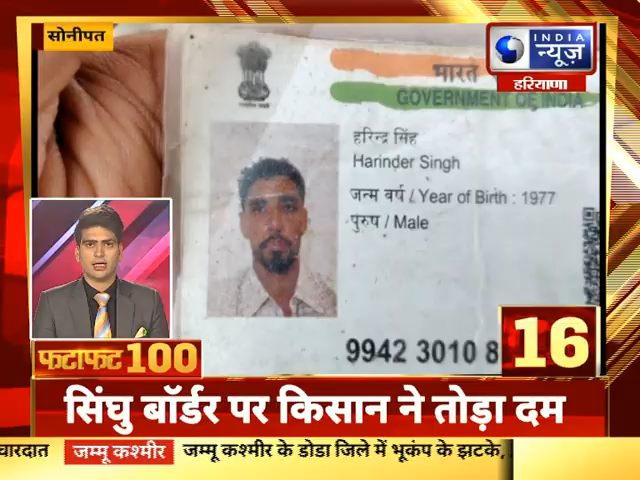 सोनीपत
INDIA
न्यूज़
हरियाणा
भारत
GOVERNMENT OF INDIA
हरिन्द्र सिंह
Harinder Singh
जन्म वर्ष / Year of Birth : 1977
पुरुष / Male
9942 3010 8
16
फटाफट 100
सिंघु बॉर्डर पर किसान ने तोड़ा दम
चारदात
जम्मू कश्मीर
जम्मू कश्मीर के डोडा जिले में भूकंप के झटके,